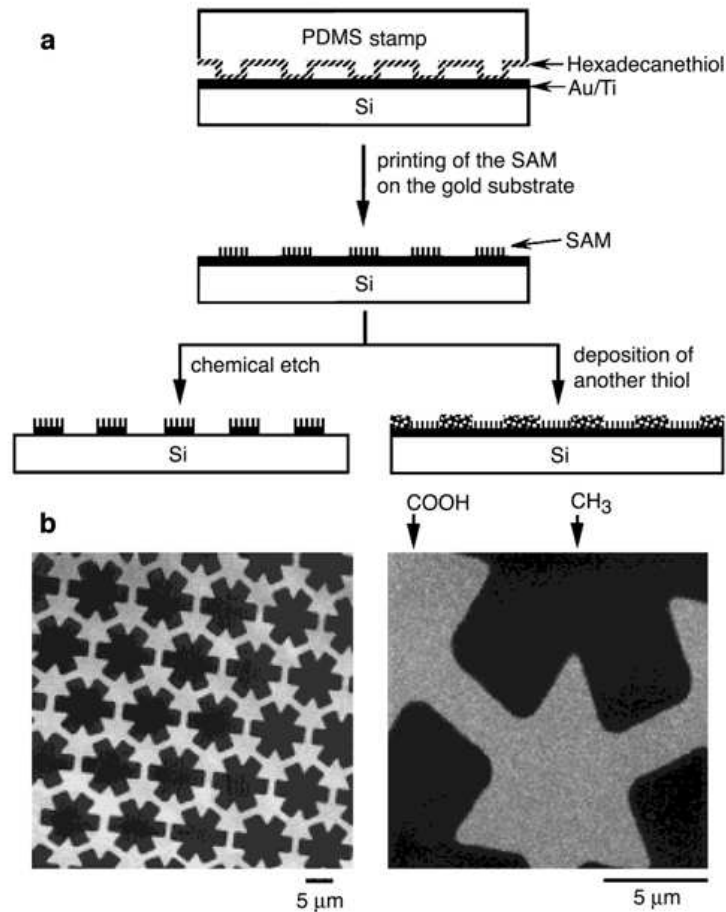 a
PDMS stamp
Hexadecanethiol
Au/Ti
Si
printing of the SAM
on the gold substrate
SAM
Si
chemical etch
deposition of
another thiol
Si
Si
b
COOH
CH₃
5 μm
5 μm